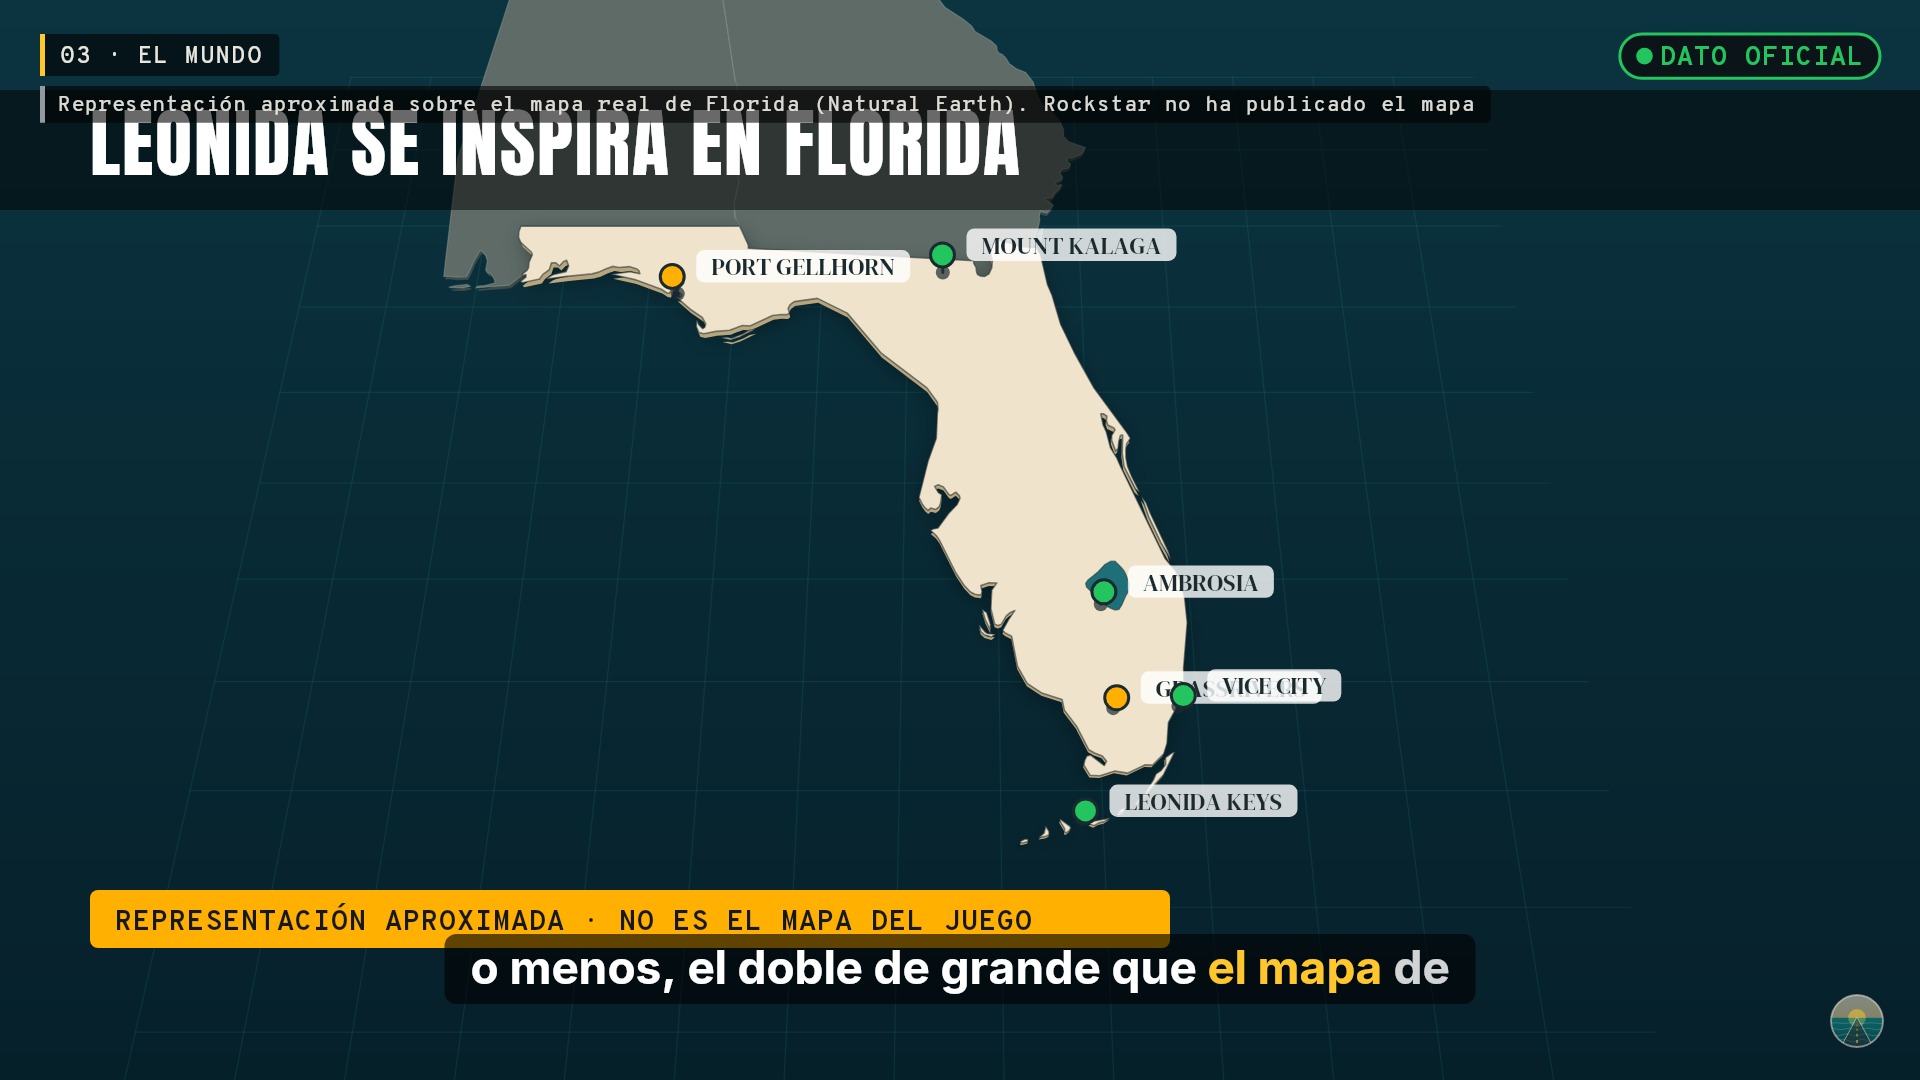 03 · EL MUNDO
DATO OFICIAL
Representación aproximada sobre el mapa real de Florida (Natural Earth). Rockstar no ha publicado el mapa
LEONIDA SE INSPIRA EN FLORIDA
MOUNT KALAGA
PORT GELLHORN
AMBROSIA
VICE CITY
LEONIDA KEYS
REPRESENTACIÓN APROXIMADA · NO ES EL MAPA DEL JUEGO
o menos, el doble de grande que el mapa de